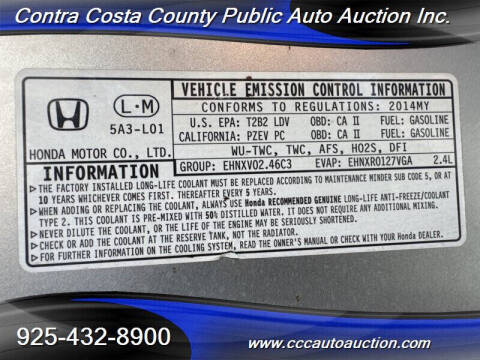 Contra Costa County Public Auto Auction Inc.
VEHICLE EMISSION CONTROL INFORMATION
L-M
CONFORMS TO REGULATIONS: 2014MY
5A3-L01
U.S. EPA: T2B2 LDV OBD: CA II FUEL: GASOLINE
CALIFORNIA: PZEV PC OBD: CA II FUEL: GASOLINE
HONDA MOTOR CO., LTD.
WU-TWC, TWC, AFS, HO2S, DFI
INFORMATION
GROUP: EHNXV02.46C3 EVAP: EHNXR0127VGA 2.4L
THE FACTORY INSTALLED LONG-LIFE COOLANT MUST BE REPLACED ACCORDING TO MAINTENANCE MINDER SUB CODE 5, OR AT
10 YEARS WHICHEVER COMES FIRST. THEREAFTER EVERY 5 YEARS.
WHEN ADDING OR REPLACING THE COOLANT, ALWAYS USE Honda RECOMMENDED GENUINE LONG-LIFE ANTI-FREEZE/COOLANT
TYPE 2. THIS COOLANT IS PRE-MIXED WITH 50% DISTILLED WATER. IT DOES NOT REQUIRE ANY ADDITIONAL MIXING.
NEVER DILUTE THE COOLANT, OR THE LIFE OF THE ENGINE MAY BE SERIOUSLY SHORTENED.
CHECK OR ADD THE COOLANT AT THE RESERVE TANK, NOT THE RADIATOR.
FOR FURTHER INFORMATION ON THE COOLING SYSTEM, READ THE OWNER'S MANUAL OR CHECK WITH YOUR Honda DEALER.
925-432-8900
www.cccautoauction.com